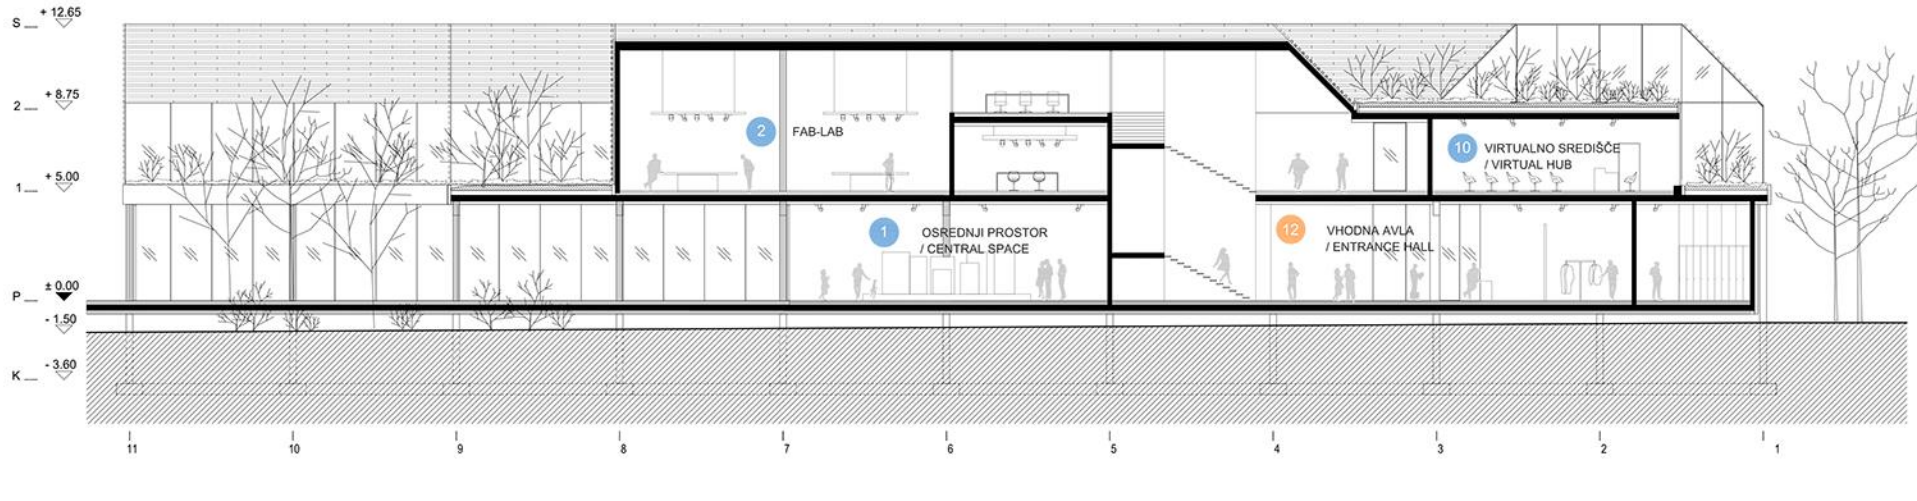 S + 12.65
2 + 8.75
1 + 5.00
P ± 0.00
- 1.50
K - 3.60
2 FAB-LAB
10 VIRTUALNO SREDIŠČE
/ VIRTUAL HUB
1 OSREDNJI PROSTOR
/ CENTRAL SPACE
12 VHODNA AVLA
/ ENTRANCE HALL
11 10 9 8 7 6 5 4 3 2 1